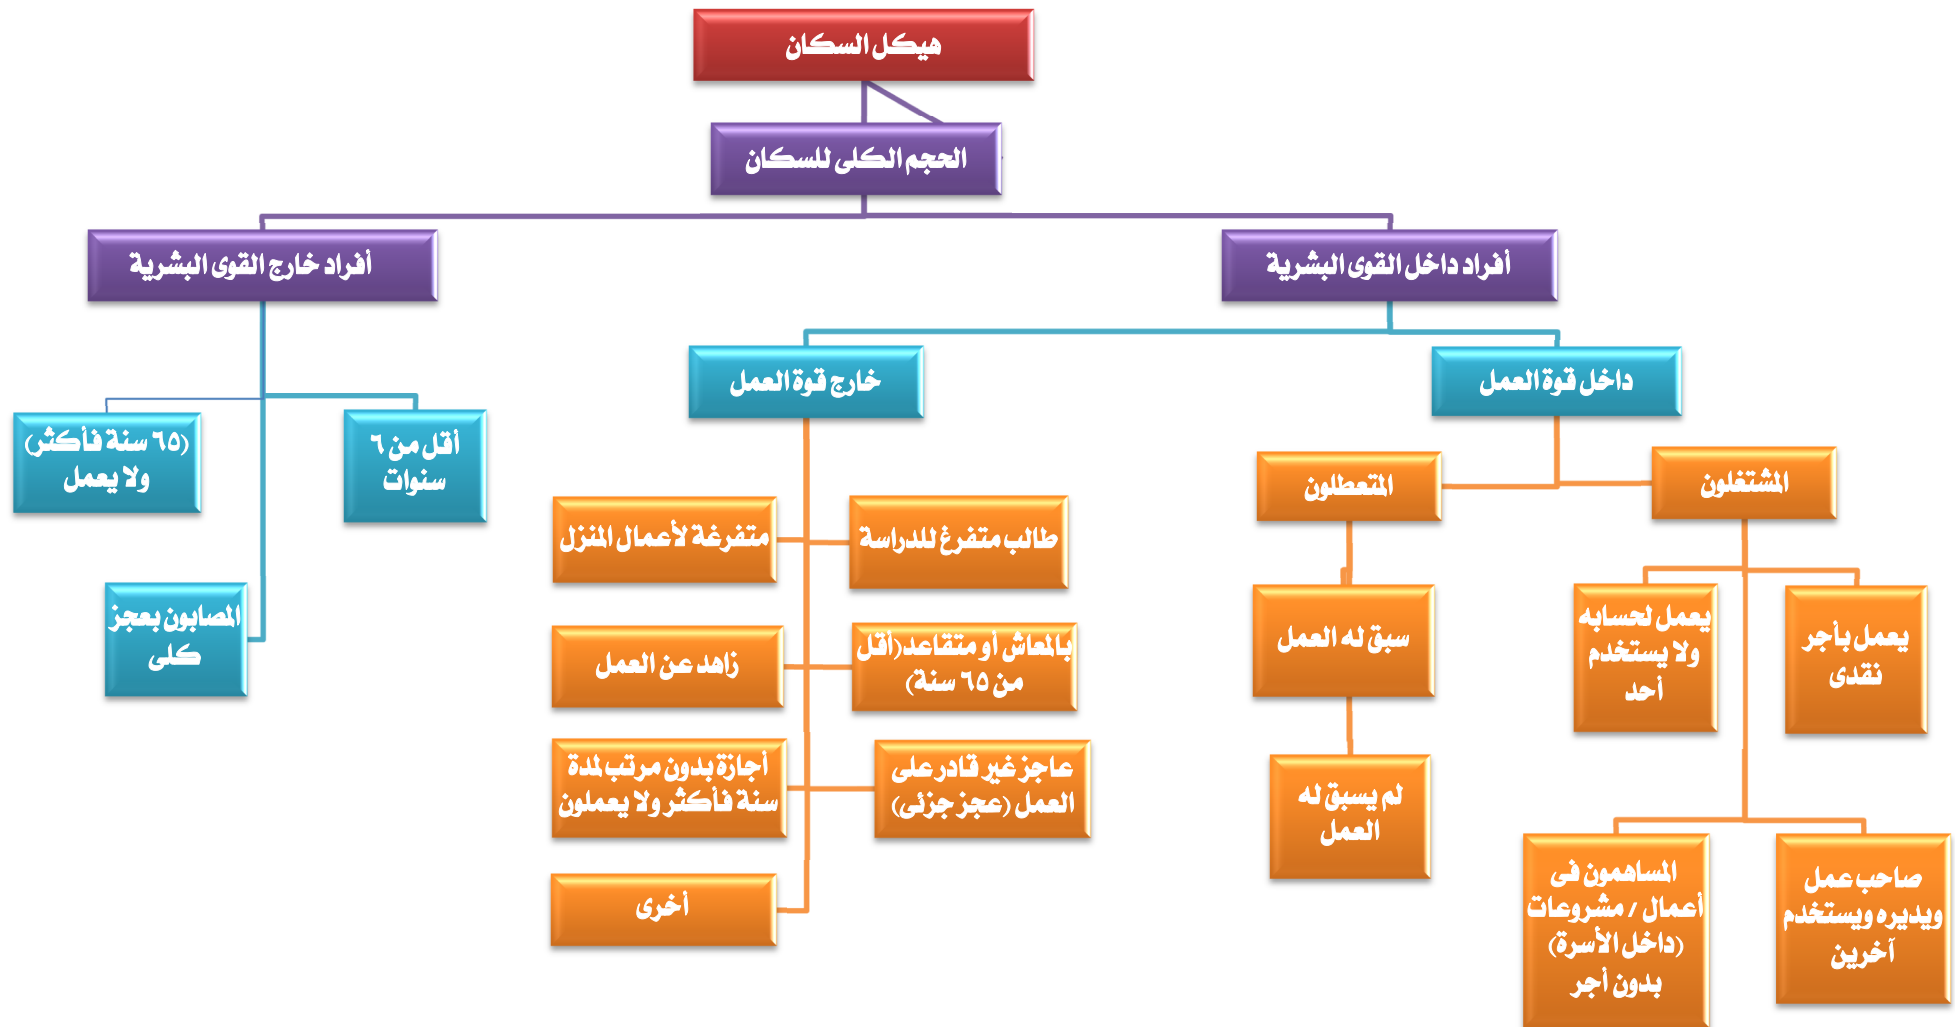 هيكل السكان
الحجم الكلى للسكان
أفراد داخل القوى البشرية
أفراد خارج القوى البشرية
داخل قوة العمل
خارج قوة العمل
أقل من ٦
سنوات
(٦٥ سنة فأكثر)
ولا يعمل
المصابون بعجز
كلى
المشتغلون
المتعطلون
يعمل بأجر
نقدى
يعمل لحسابه
ولا يستخدم
أحد
صاحب عمل
ويديره ويستخدم
آخرين
المساهمون فى
أعمال / مشروعات
(داخل الأسرة)
بدون أجر
سبق له العمل
لم يسبق له
العمل
طالب متفرغ للدراسة
متفرغة لأعمال المنزل
بالمعاش أو متقاعد(أقل
من ٦٥ سنة)
زاهد عن العمل
عاجز غير قادر على
العمل (عجز جزئى)
أجازة بدون مرتب لمدة
سنة فأكثر ولا يعملون
أخرى